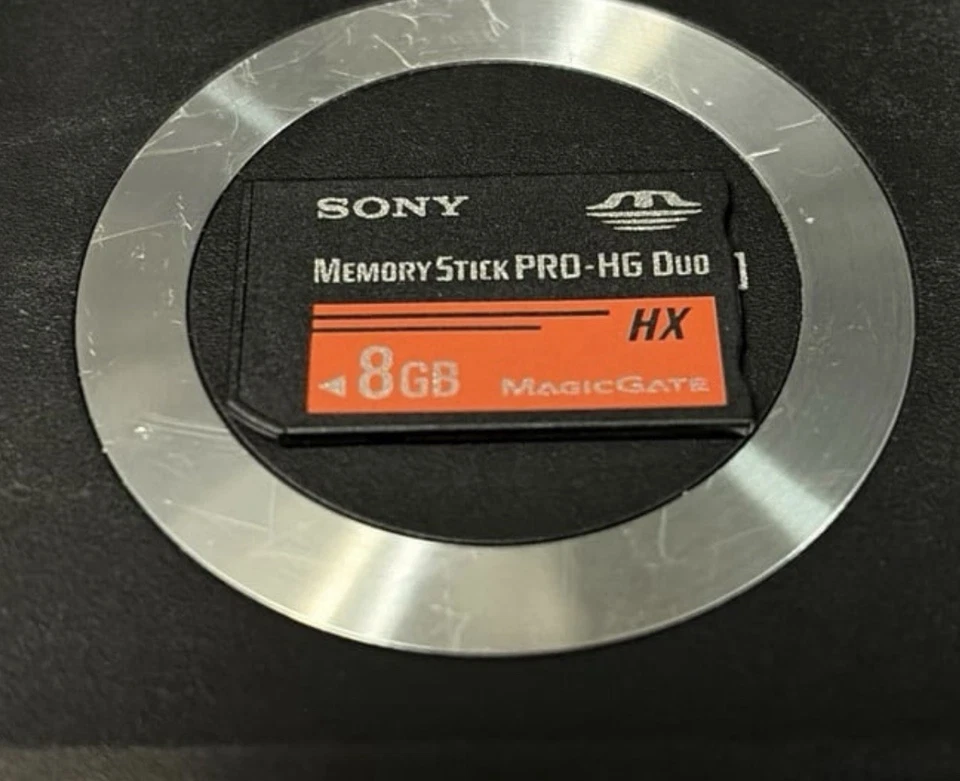 SONY
MEMORY STICK PRO-HG DUO
HX
8GB
MAGICGATE